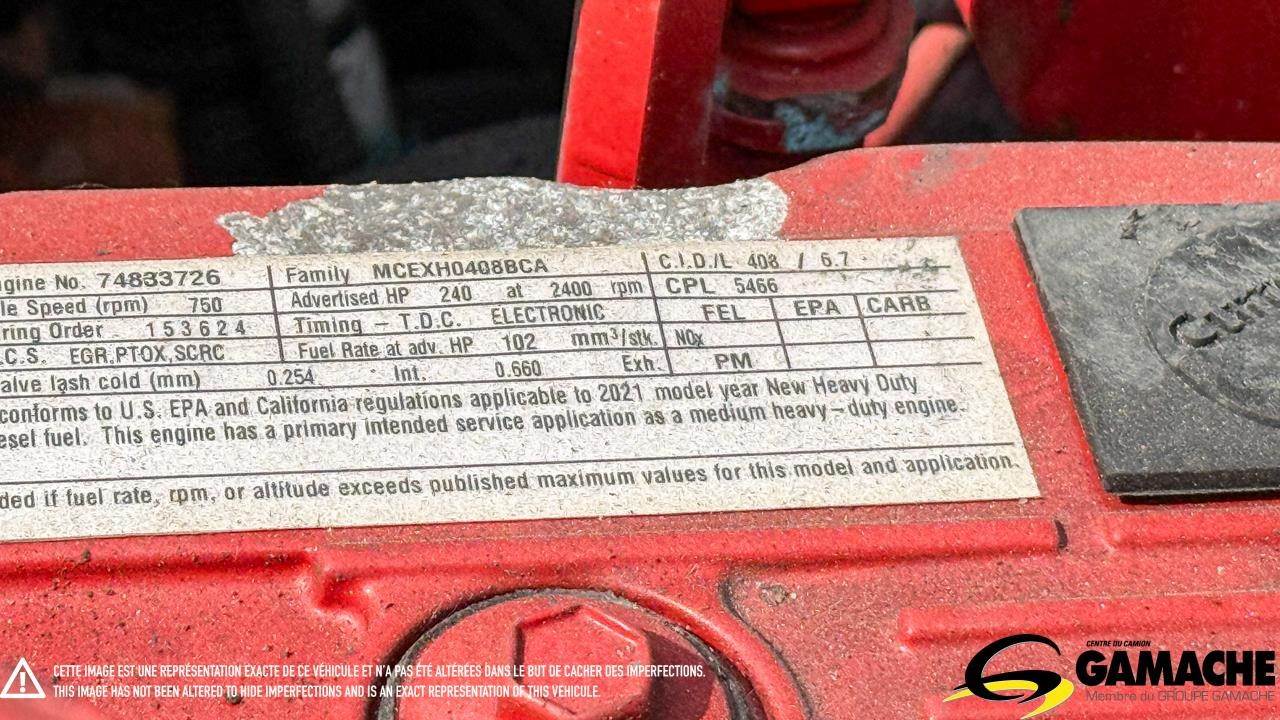 ngine No. 74833726 Family MCEXH0408BCA C.I.D./L 408 / 6.7
le Speed (rpm) 750 Advertised HP 240 at 2400 rpm CPL 5466
ring Order 153624 Timing – T.D.C. ELECTRONIC FEL EPA CARB
.C.S. EGR,PTOX,SCRC Fuel Rate at adv. HP 102 mm³/stk. NOx
alve lash cold (mm) 0.254 Int. 0.660 Exh. PM
conforms to U.S. EPA and California regulations applicable to 2021 model year New Heavy Duty
esel fuel. This engine has a primary intended service application as a medium heavy–duty engine.
ded if fuel rate, rpm, or altitude exceeds published maximum values for this model and application.
CENTRE DU CAMION
GAMACHE
Membre du GROUPE GAMACHE
CETTE IMAGE EST UNE REPRÉSENTATION EXACTE DE CE VÉHICULE ET N'A PAS ÉTÉ ALTÉRÉES DANS LE BUT DE CACHER DES IMPERFECTIONS.
THIS IMAGE HAS NOT BEEN ALTERED TO HIDE IMPERFECTIONS AND IS AN EXACT REPRESENTATION OF THIS VEHICULE.